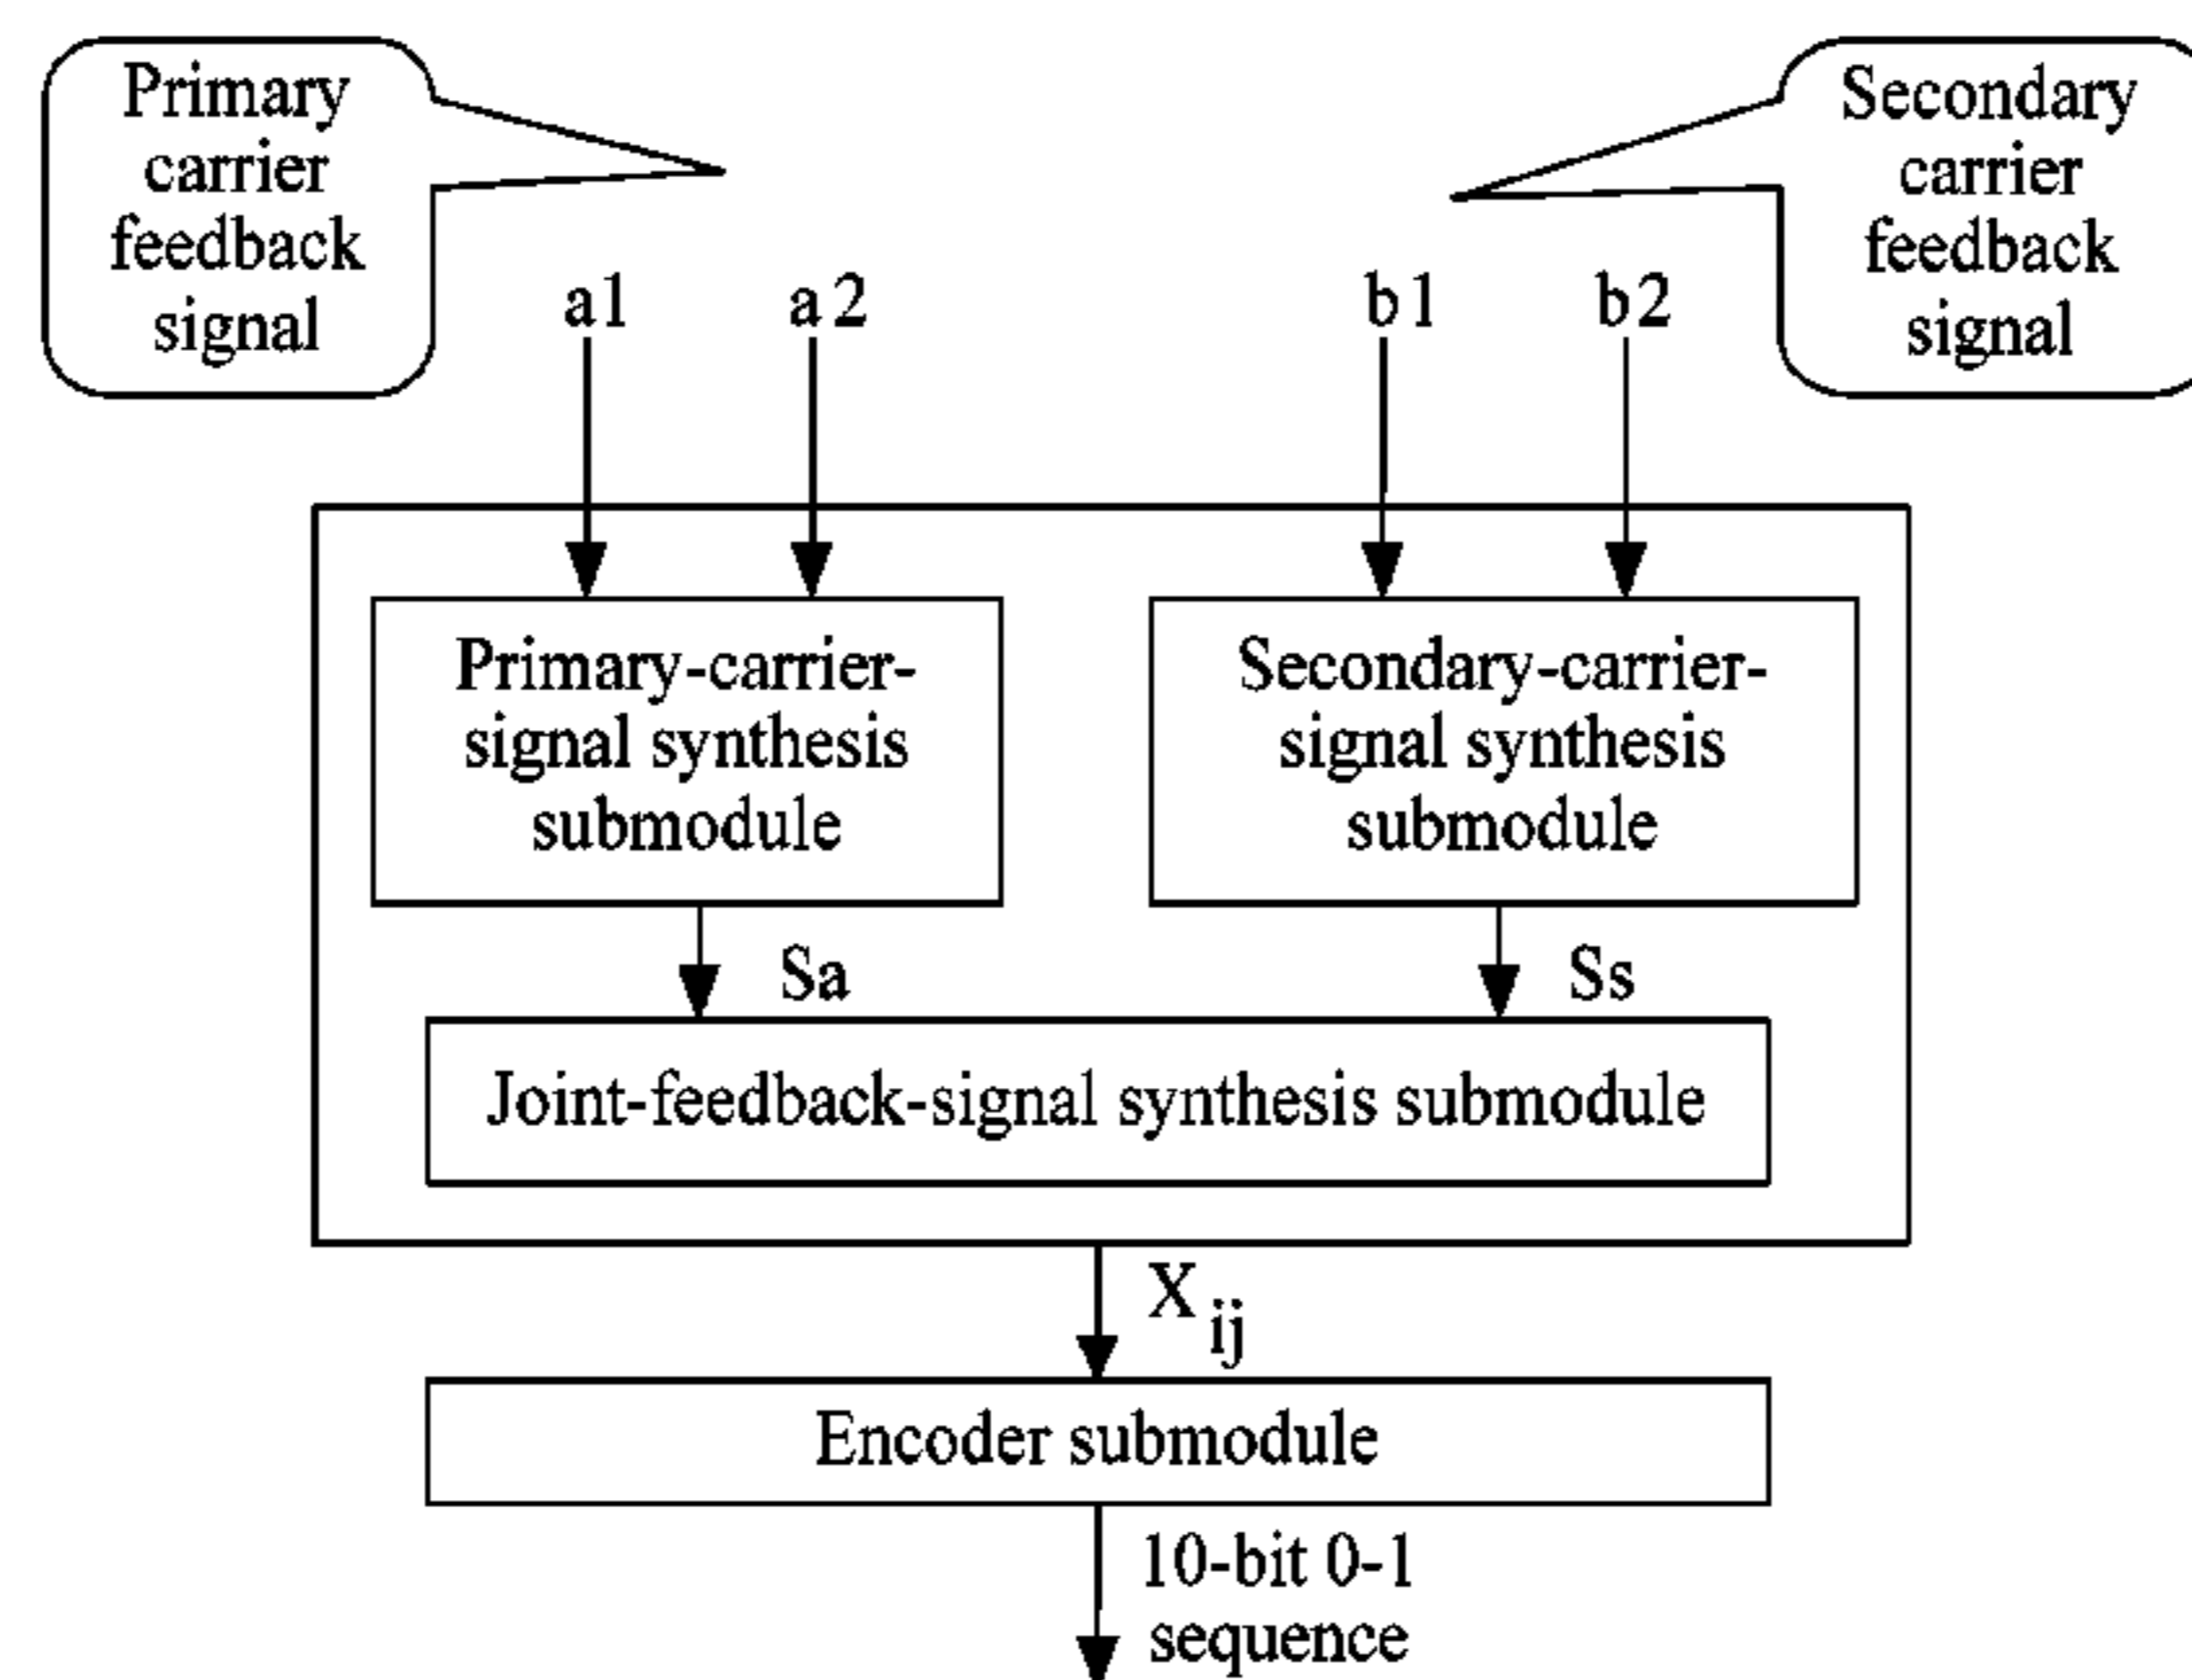 Primary
carrier
feedback
signal
Secondary
carrier
feedback
signal
a1
a2
b1
b2
Primary-carrier-
signal synthesis
submodule
Secondary-carrier-
signal synthesis
submodule
Sa
Ss
Joint-feedback-signal synthesis submodule
X ij
Encoder submodule
10-bit 0-1
sequence